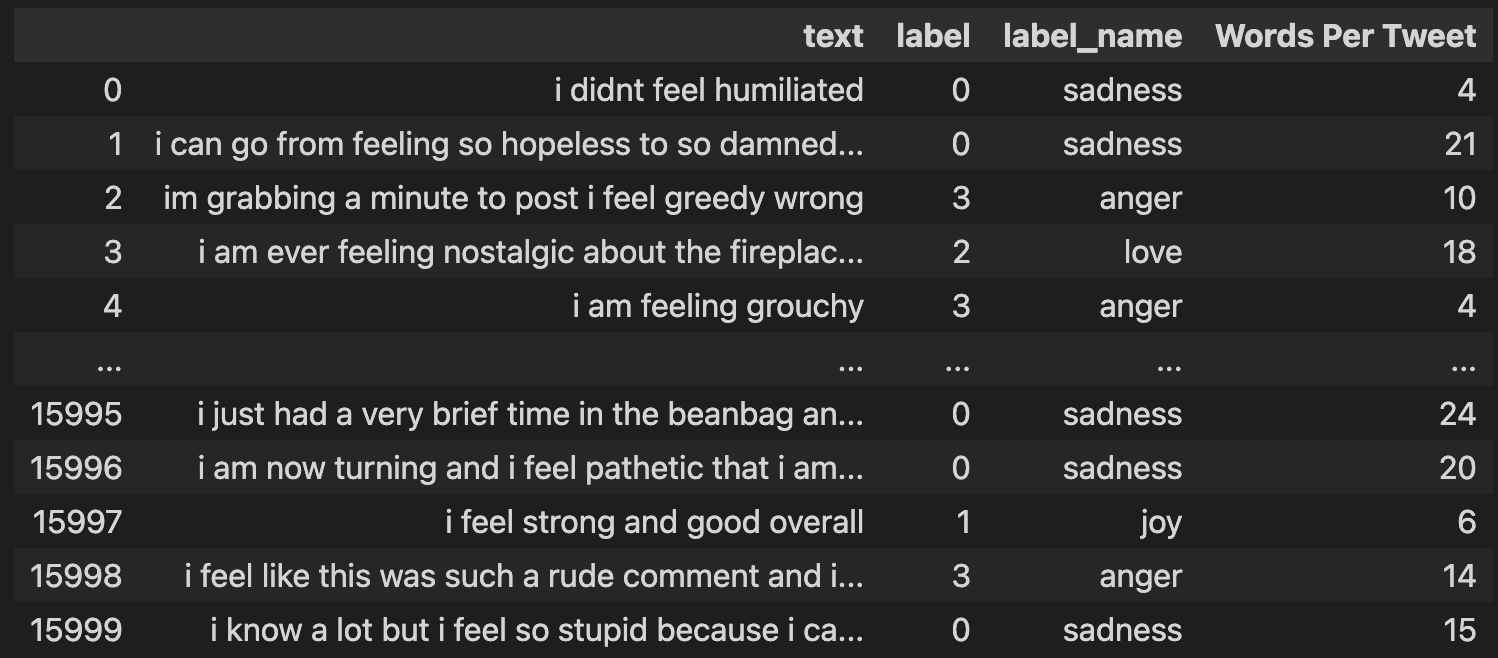 text label label_name Words Per Tweet
0 i didnt feel humiliated 0 sadness 4
1 i can go from feeling so hopeless to so damned... 0 sadness 21
2 im grabbing a minute to post i feel greedy wrong 3 anger 10
3 i am ever feeling nostalgic about the fireplac... 2 love 18
4 i am feeling grouchy 3 anger 4
... ... ... ... ...
15995 i just had a very brief time in the beanbag an... 0 sadness 24
15996 i am now turning and i feel pathetic that i am... 0 sadness 20
15997 i feel strong and good overall 1 joy 6
15998 i feel like this was such a rude comment and i... 3 anger 14
15999 i know a lot but i feel so stupid because i ca... 0 sadness 15